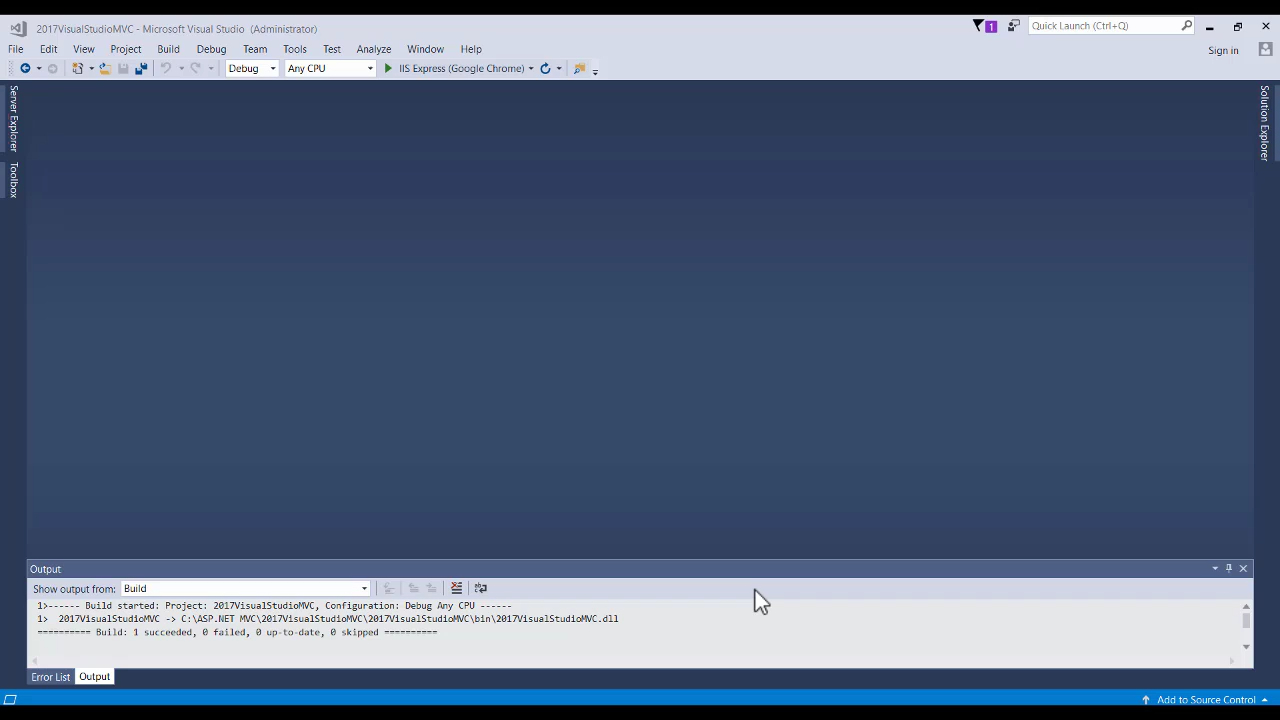 2017VisualStudioMVC - Microsoft Visual Studio (Administrator)
1
Quick Launch (Ctrl+Q)
File Edit View Project Build Debug Team Tools Test Analyze Window Help
Sign in
Debug Any CPU IIS Express (Google Chrome)
Server Explorer
Toolbox
Solution Explorer
Output
Show output from: Build
1>------ Build started: Project: 2017VisualStudioMVC, Configuration: Debug Any CPU ------
1>  2017VisualStudioMVC -> C:\ASP.NET MVC\2017VisualStudioMVC\2017VisualStudioMVC\bin\2017VisualStudioMVC.dll
========== Build: 1 succeeded, 0 failed, 0 up-to-date, 0 skipped ==========
Error List Output
Add to Source Control